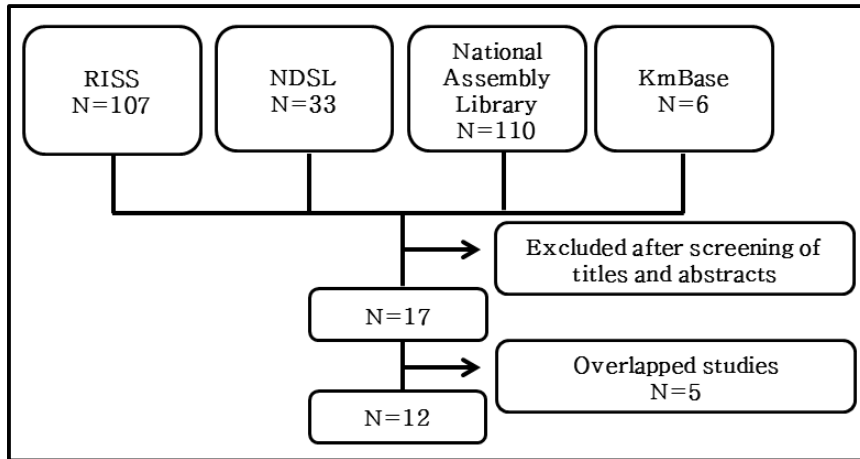 RISS
N=107
NDSL
N=33
National
Assembly
Library
N=110
KmBase
N=6
Excluded after screening of
titles and abstracts
N=17
Overlapped studies
N=5
N=12